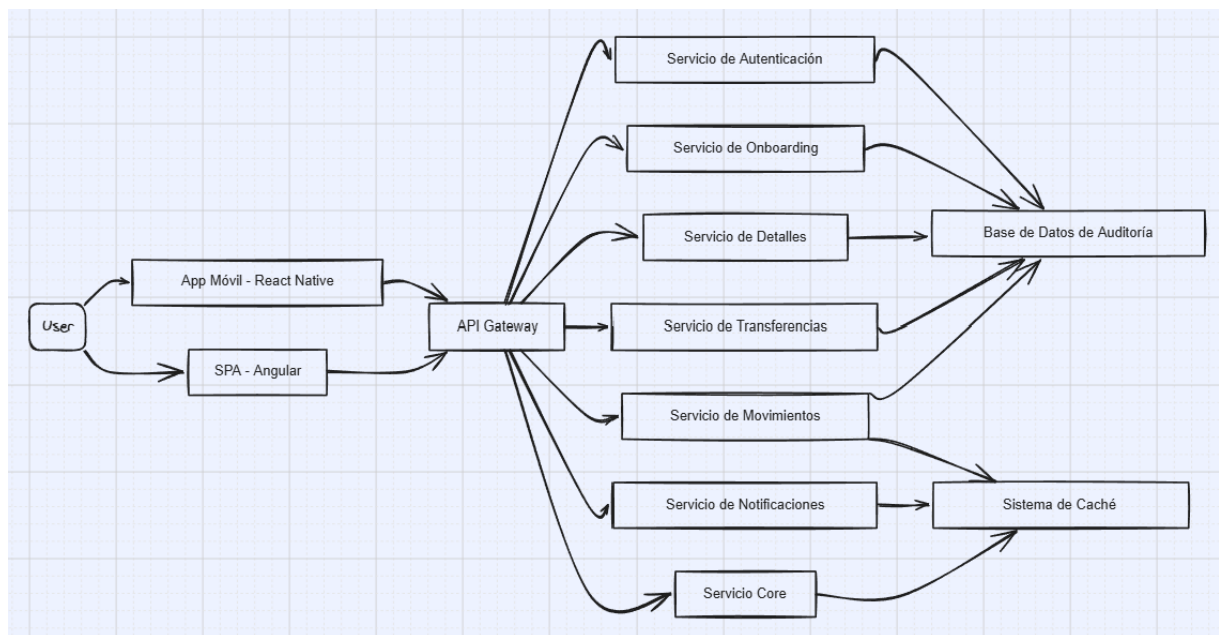 User
App Móvil - React Native
SPA - Angular
API Gateway
Servicio de Autenticación
Servicio de Onboarding
Servicio de Detalles
Servicio de Transferencias
Servicio de Movimientos
Servicio de Notificaciones
Servicio Core
Base de Datos de Auditoría
Sistema de Caché